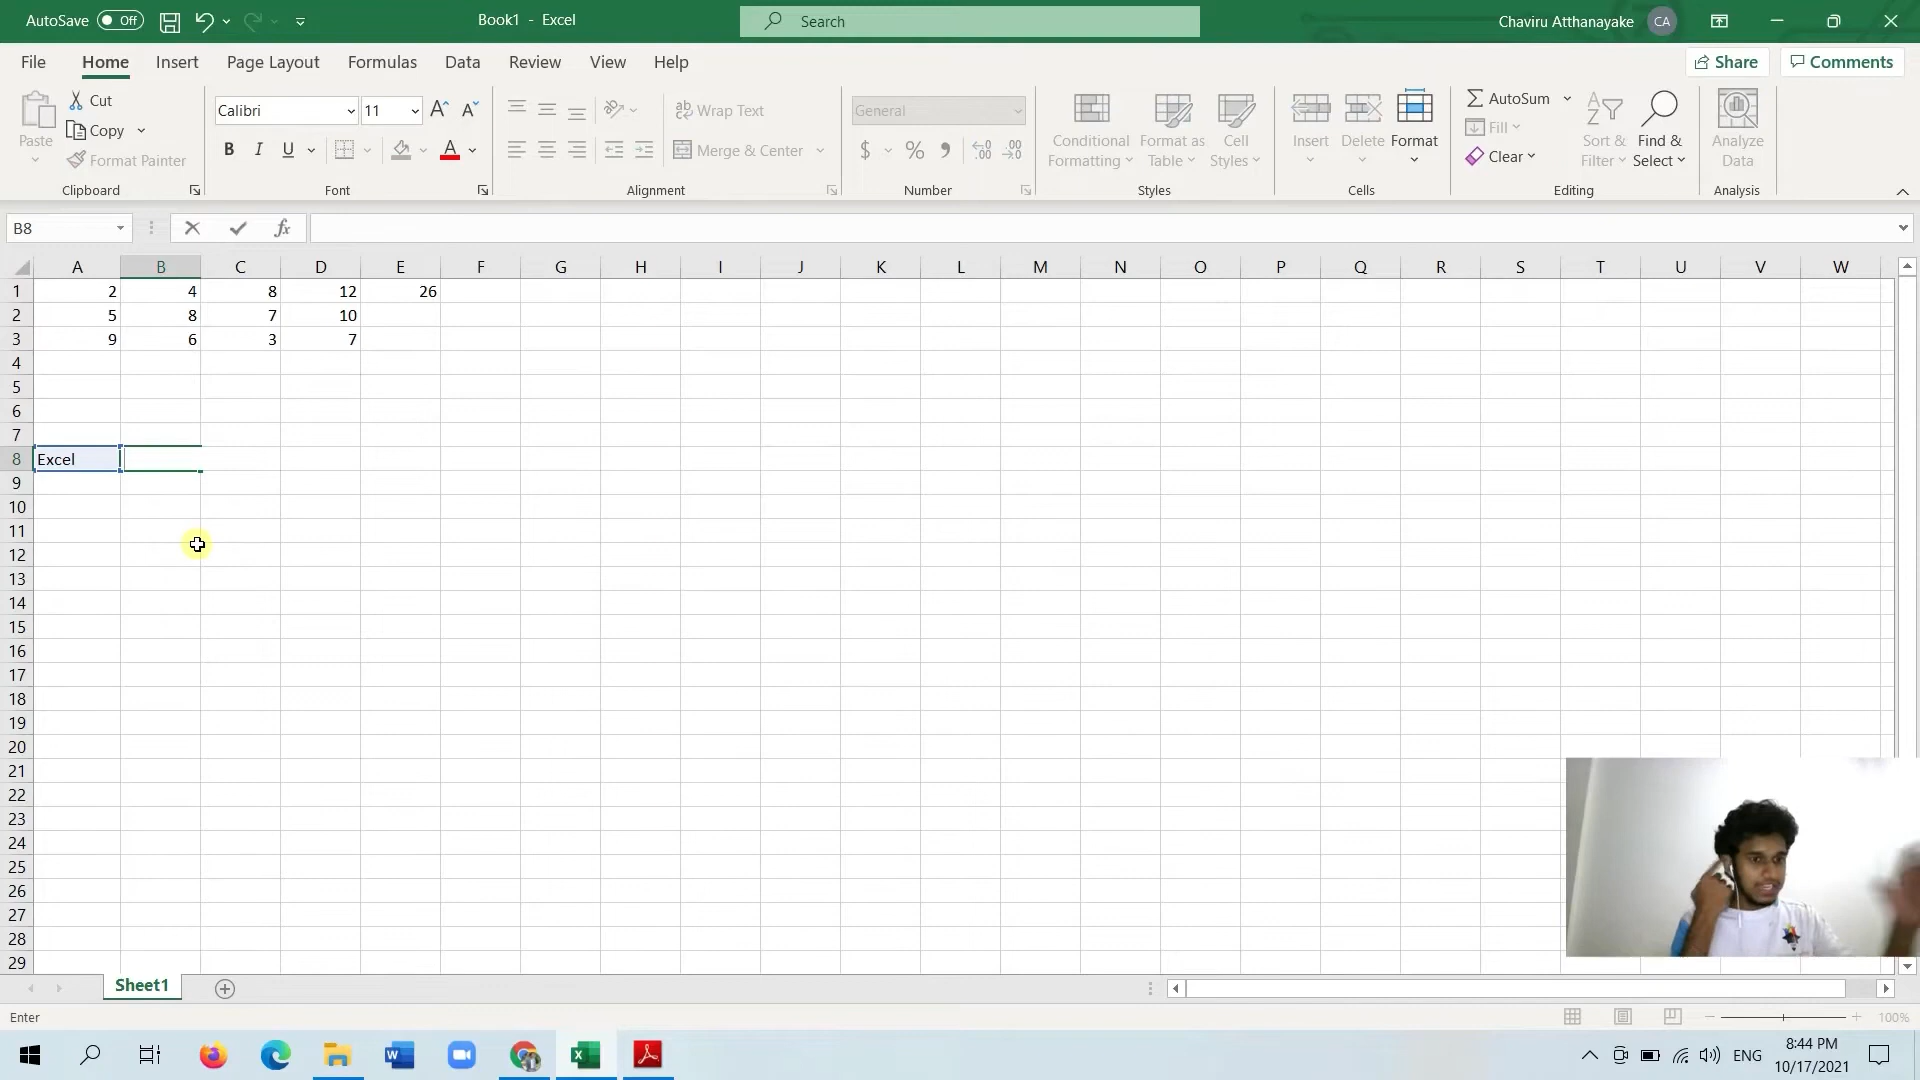 AutoSave Off
Book1 - Excel
Search
Chaviru Atthanayake CA
File Home Insert Page Layout Formulas Data Review View Help
Share Comments
Paste
Cut
Copy
Format Painter
Clipboard
Calibri 11
A A
B I U A
Font
ab Wrap Text
Merge & Center
Alignment
General
$ % 9
Number
Conditional Formatting
Format as Table
Cell Styles
Styles
Insert Delete Format
Cells
AutoSum
Fill
Clear
Sort & Filter
Find & Select
Editing
Analyze Data
Analysis
B8 fx
A B C D E F G H I J K L M N O P Q R S T U V W
1 2 4 8 12 26
2 5 8 7 10
3 9 6 3 7
4
5
6
7
8 Excel
9
10
11
12
13
14
15
16
17
18
19
20
21
22
23
24
25
26
27
28
29
Sheet1
Enter
100%
ENG
8:44 PM
10/17/2021